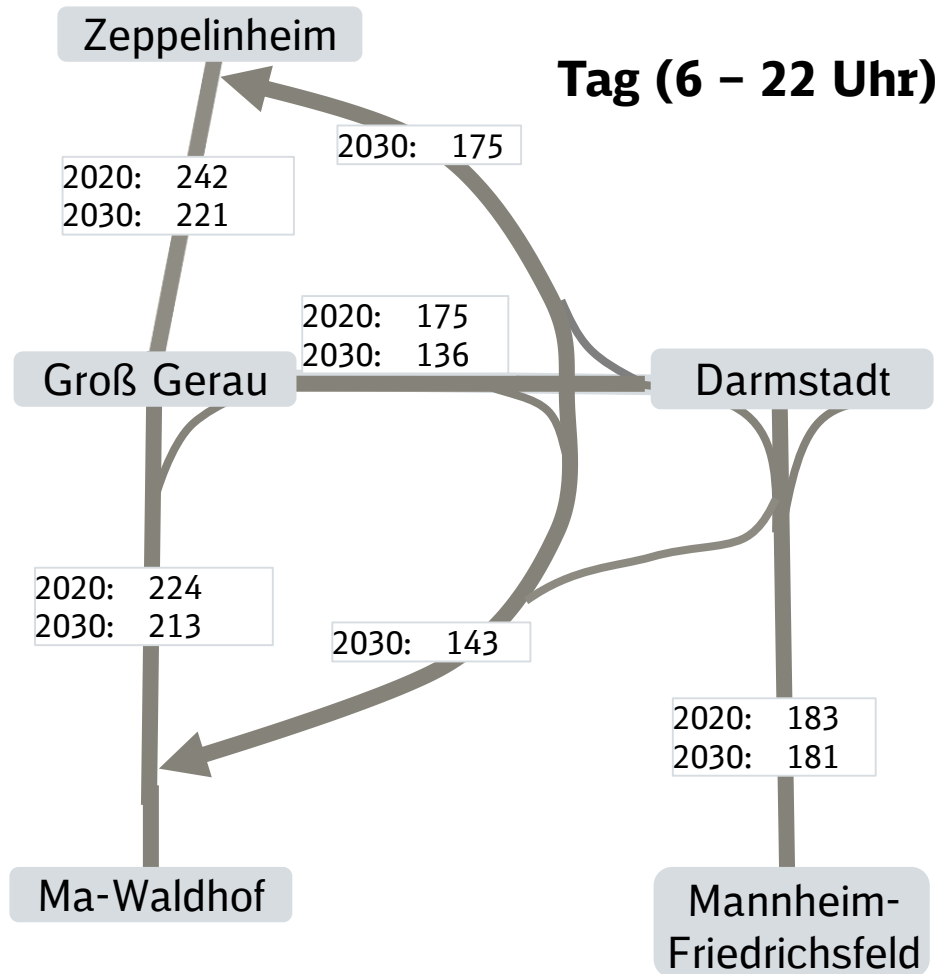 Zeppelinheim
Tag (6 – 22 Uhr)
2030: 175
2020: 242
2030: 221
2020: 175
2030: 136
Groß Gerau
Darmstadt
2020: 224
2030: 213
2030: 143
2020: 183
2030: 181
Ma-Waldhof
Mannheim-
Friedrichsfeld